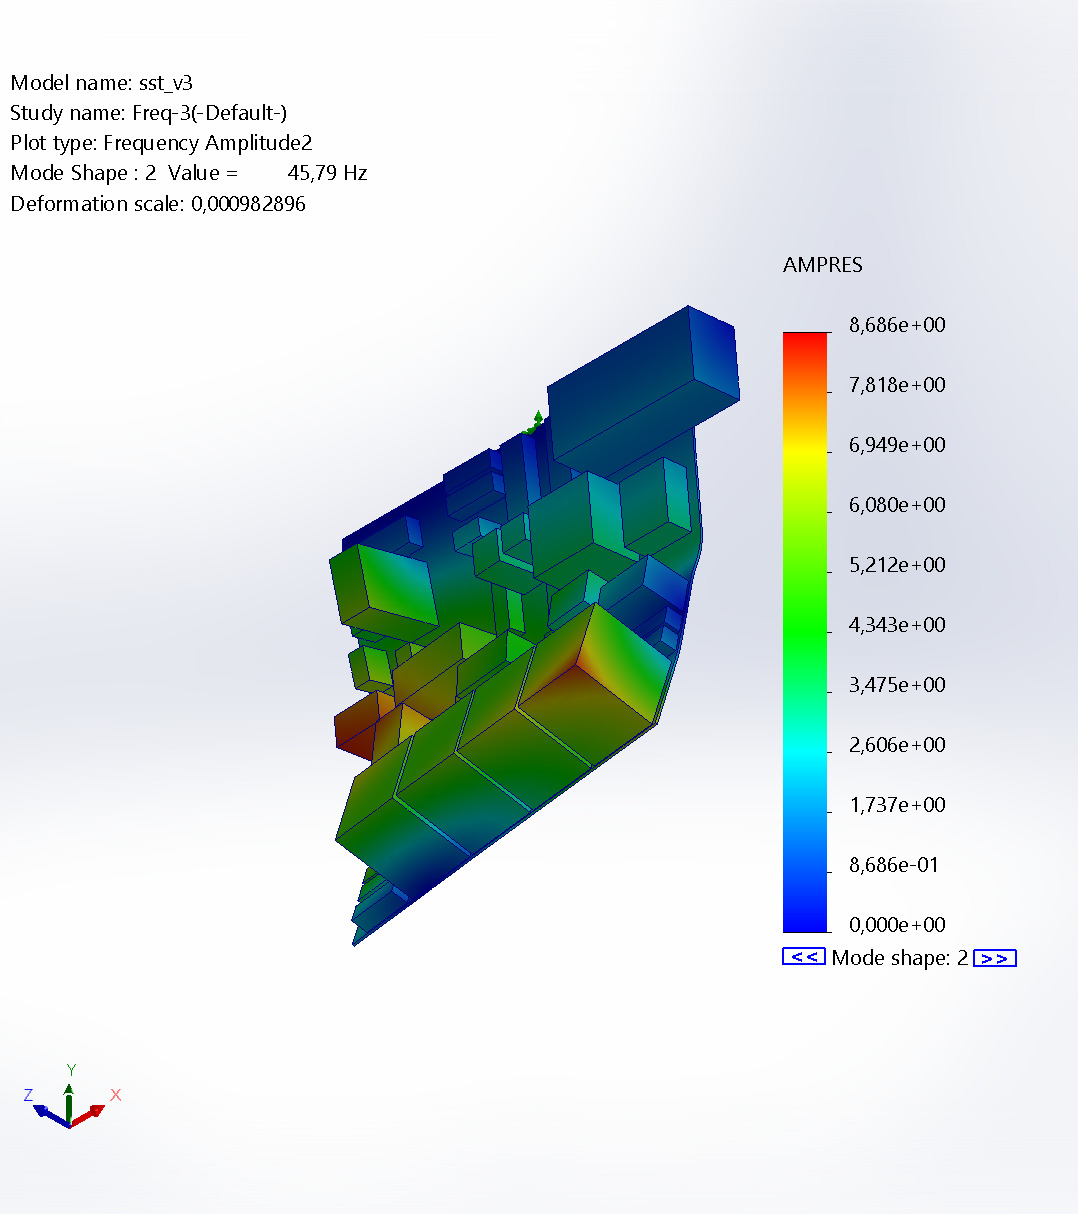 Model name: sst_v3
Study name: Freq-3(-Default-)
Plot type: Frequency Amplitude2
Mode Shape : 2 Value = 45,79 Hz
Deformation scale: 0,000982896
AMPRES
8,686e+00
7,818e+00
6,949e+00
6,080e+00
5,212e+00
4,343e+00
3,475e+00
2,606e+00
1,737e+00
8,686e-01
0,000e+00
<< Mode shape: 2 >>
Y
Z X